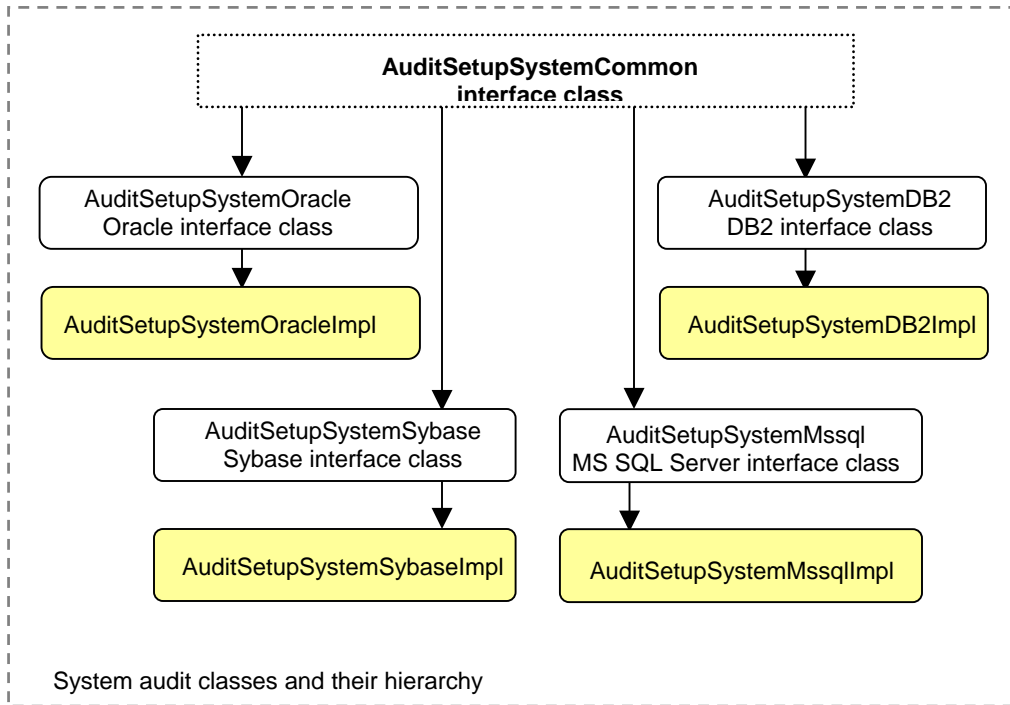 AuditSetupSystemCommon
interface class
AuditSetupSystemOracle
Oracle interface class
AuditSetupSystemDB2
DB2 interface class
AuditSetupSystemOracleImpl
AuditSetupSystemDB2Impl
AuditSetupSystemSybase
Sybase interface class
AuditSetupSystemMssql
MS SQL Server interface class
AuditSetupSystemSybaseImpl
AuditSetupSystemMssqlImpl
System audit classes and their hierarchy